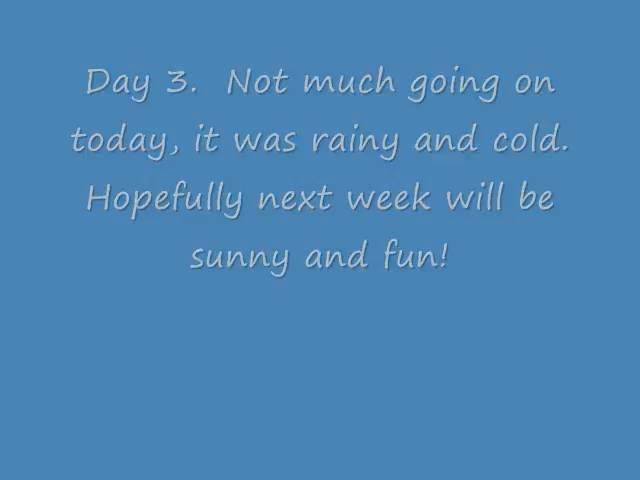 Day 3.  Not much going on
today, it was rainy and cold.
Hopefully next week will be
sunny and fun!